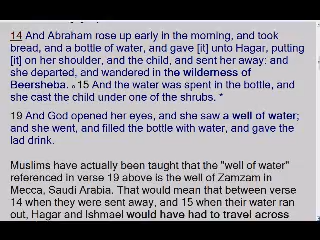 14 And Abraham rose up early in the morning, and took
bread, and a bottle of water, and gave [it] unto Hagar, putting
[it] on her shoulder, and the child, and sent her away: and
she departed, and wandered in the wilderness of
Beersheba. 15 And the water was spent in the bottle, and
she cast the child under one of the shrubs. *
19 And God opened her eyes, and she saw a well of water;
and she went, and filled the bottle with water, and gave the
lad drink.
Muslims have actually been taught that the "well of water"
referenced in verse 19 above is the well of Zamzam in
Mecca, Saudi Arabia. That would mean that between verse
14 when they were sent away, and 15 when their water ran
out, Hagar and Ishmael would have had to travel across